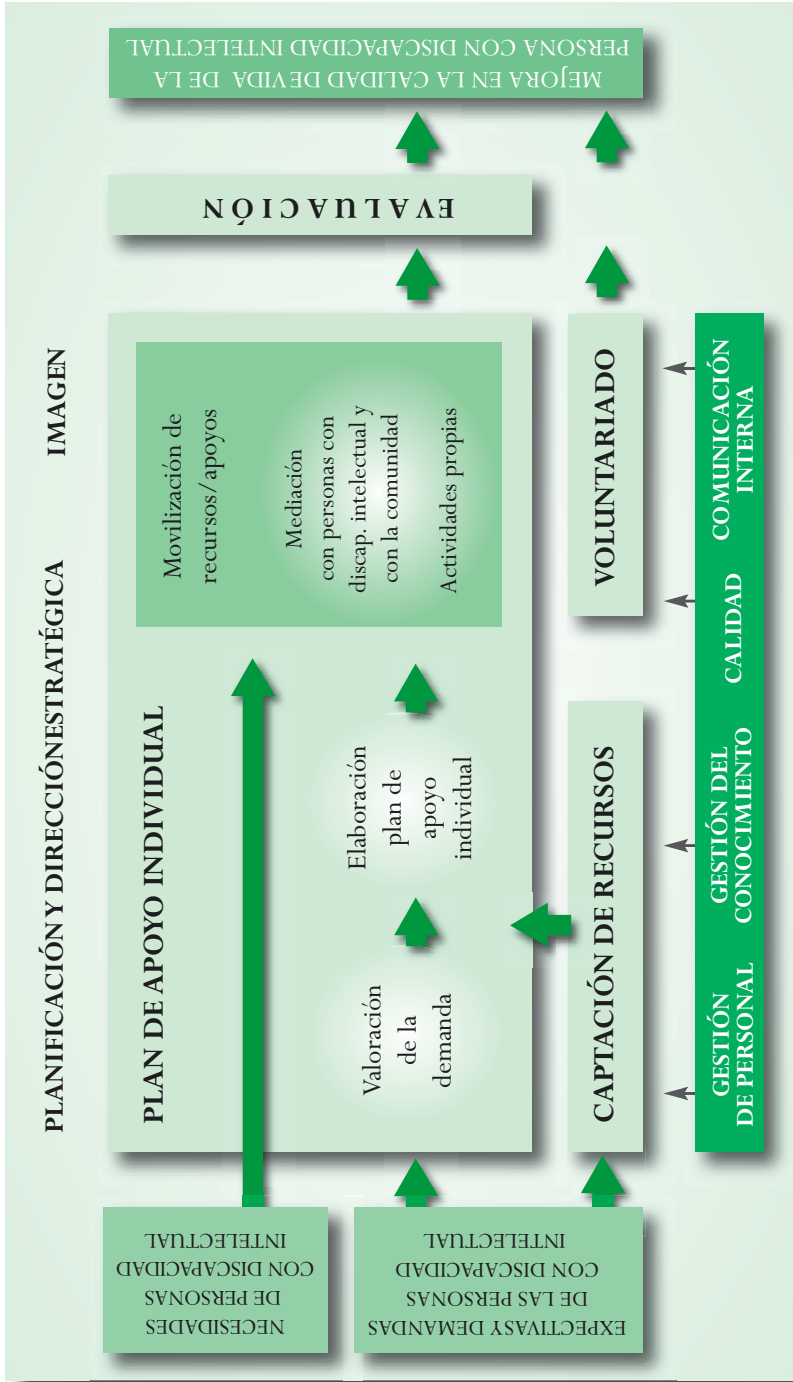 PLANIFICACIÓN Y DIRECCIÓNESTRATÉGICA
IMAGEN
NECESIDADES
DE PERSONAS
CON DISCAPACIDAD
INTELECTUAL
EXPECTIVASY DEMANDAS
DE LAS PERSONAS
CON DISCAPACIDAD
INTELECTUAL
PLAN DE APOYO INDIVIDUAL
Valoración
de la
demanda
Elaboración
plan de
apoyo
individual
Movilización de
recursos/apoyos
Mediación
con personas con
discap. intelectual y
con la comunidad
Actividades propias
EVALUACIÓN
MEJORA EN LA CALIDAD DE VIDA DE LA
PERSONA CON DISCAPACIDAD INTELECTUAL
CAPTACIÓN DE RECURSOS
VOLUNTARIADO
GESTIÓN
DE PERSONAL
GESTIÓN DEL
CONOCIMIENTO
CALIDAD
COMUNICACIÓN
INTERNA